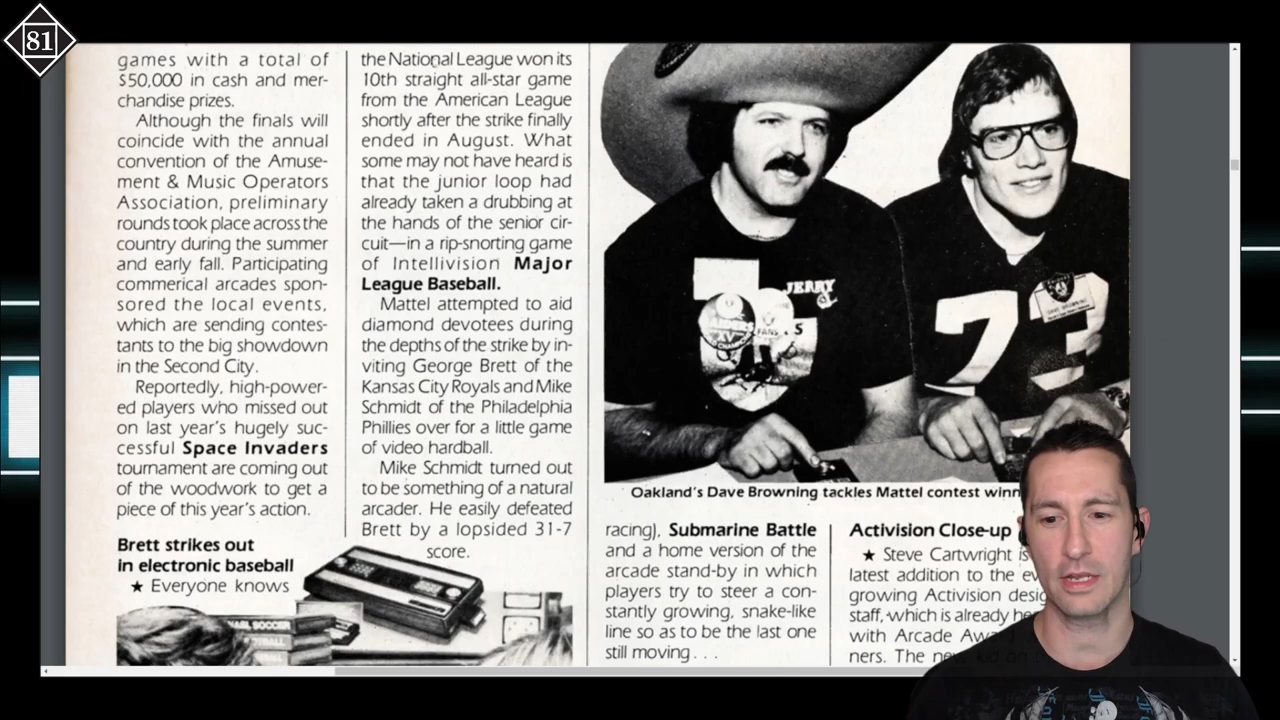 81
games with a total of
$50,000 in cash and mer-
chandise prizes.
Although the finals will
coincide with the annual
convention of the Amuse-
ment & Music Operators
Association, preliminary
rounds took place across the
country during the summer
and early fall. Participating
commerical arcades spon-
sored the local events,
which are sending contes-
tants to the big showdown
in the Second City.
Reportedly, high-power-
ed players who missed out
on last year's hugely suc-
cessful Space Invaders
tournament are coming out
of the woodwork to get a
piece of this year's action.
Brett strikes out
in electronic baseball
★ Everyone knows
the National League won its
10th straight all-star game
from the American League
shortly after the strike finally
ended in August. What
some may not have heard is
that the junior loop had
already taken a drubbing at
the hands of the senior cir-
cuit—in a rip-snorting game
of Intellivision Major
League Baseball.
Mattel attempted to aid
diamond devotees during
the depths of the strike by in-
viting George Brett of the
Kansas City Royals and Mike
Schmidt of the Philadelphia
Phillies over for a little game
of video hardball.
Mike Schmidt turned out
to be something of a natural
arcader. He easily defeated
Brett by a lopsided 31-7
score.
NASL SOCCER
JERRY
FANS
73
Oakland's Dave Browning tackles Mattel contest winn
racing), Submarine Battle
and a home version of the
arcade stand-by in which
players try to steer a con-
stantly growing, snake-like
line so as to be the last one
still moving . . .
Activision Close-up
★ Steve Cartwright is
latest addition to the
growing Activision
staff, which is already
with Arcade
ners. The